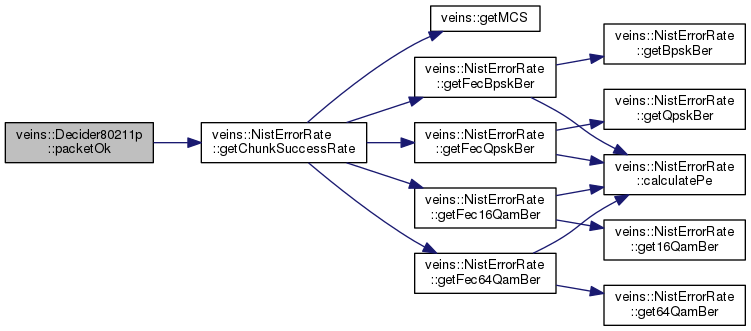 veins::Decider80211p
::packetOk
veins::NistErrorRate
::getChunkSuccessRate
veins::getMCS
veins::NistErrorRate
::getFecBpskBer
veins::NistErrorRate
::getFecQpskBer
veins::NistErrorRate
::getFec16QamBer
veins::NistErrorRate
::getFec64QamBer
veins::NistErrorRate
::getBpskBer
veins::NistErrorRate
::getQpskBer
veins::NistErrorRate
::calculatePe
veins::NistErrorRate
::get16QamBer
veins::NistErrorRate
::get64QamBer